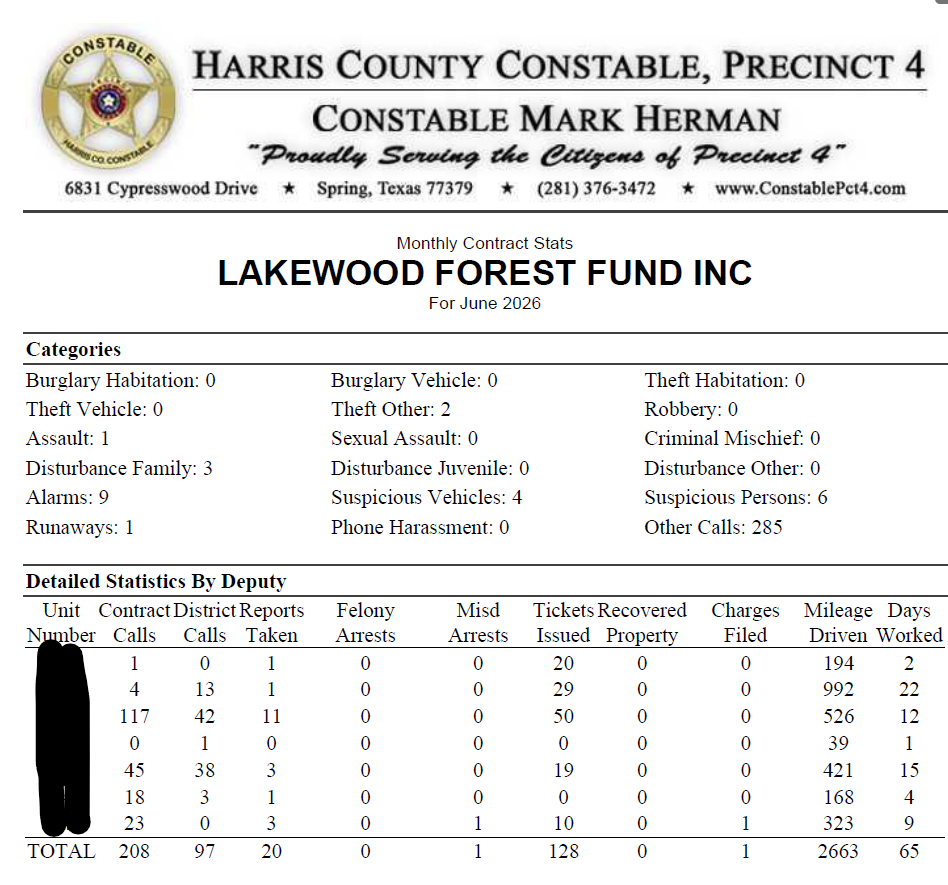 CONSTABLE
HARRIS CO. CONSTABLE
HARRIS COUNTY CONSTABLE, PRECINCT 4
CONSTABLE MARK HERMAN
"Proudly Serving the Citizens of Precinct 4"
6831 Cypresswood Drive ★ Spring, Texas 77379 ★ (281) 376-3472 ★ www.ConstablePct4.com
Monthly Contract Stats
LAKEWOOD FOREST FUND INC
For June 2026
Categories
Burglary Habitation: 0 Burglary Vehicle: 0 Theft Habitation: 0
Theft Vehicle: 0 Theft Other: 2 Robbery: 0
Assault: 1 Sexual Assault: 0 Criminal Mischief: 0
Disturbance Family: 3 Disturbance Juvenile: 0 Disturbance Other: 0
Alarms: 9 Suspicious Vehicles: 4 Suspicious Persons: 6
Runaways: 1 Phone Harassment: 0 Other Calls: 285
Detailed Statistics By Deputy
Unit Contract District Reports Felony Misd Tickets Recovered Charges Mileage Days
Number Calls Calls Taken Arrests Arrests Issued Property Filed Driven Worked
1 0 1 0 0 20 0 0 194 2
4 13 1 0 0 29 0 0 992 22
117 42 11 0 0 50 0 0 526 12
0 1 0 0 0 0 0 0 39 1
45 38 3 0 0 19 0 0 421 15
18 3 1 0 0 0 0 0 168 4
23 0 3 0 1 10 0 1 323 9
TOTAL 208 97 20 0 1 128 0 1 2663 65